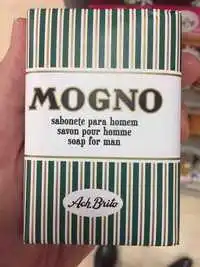 MOGNO
sabonete para homem
savon pour homme
soap for man
Ach. Brito